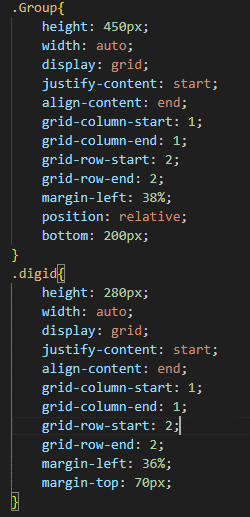 .Group{
height: 450px;
width: auto;
display: grid;
justify-content: start;
align-content: end;
grid-column-start: 1;
grid-column-end: 1;
grid-row-start: 2;
grid-row-end: 2;
margin-left: 38%;
position: relative;
bottom: 200px;
}
.digid{
height: 280px;
width: auto;
display: grid;
justify-content: start;
align-content: end;
grid-column-start: 1;
grid-column-end: 1;
grid-row-start: 2;
grid-row-end: 2;
margin-left: 36%;
margin-top: 70px;
}